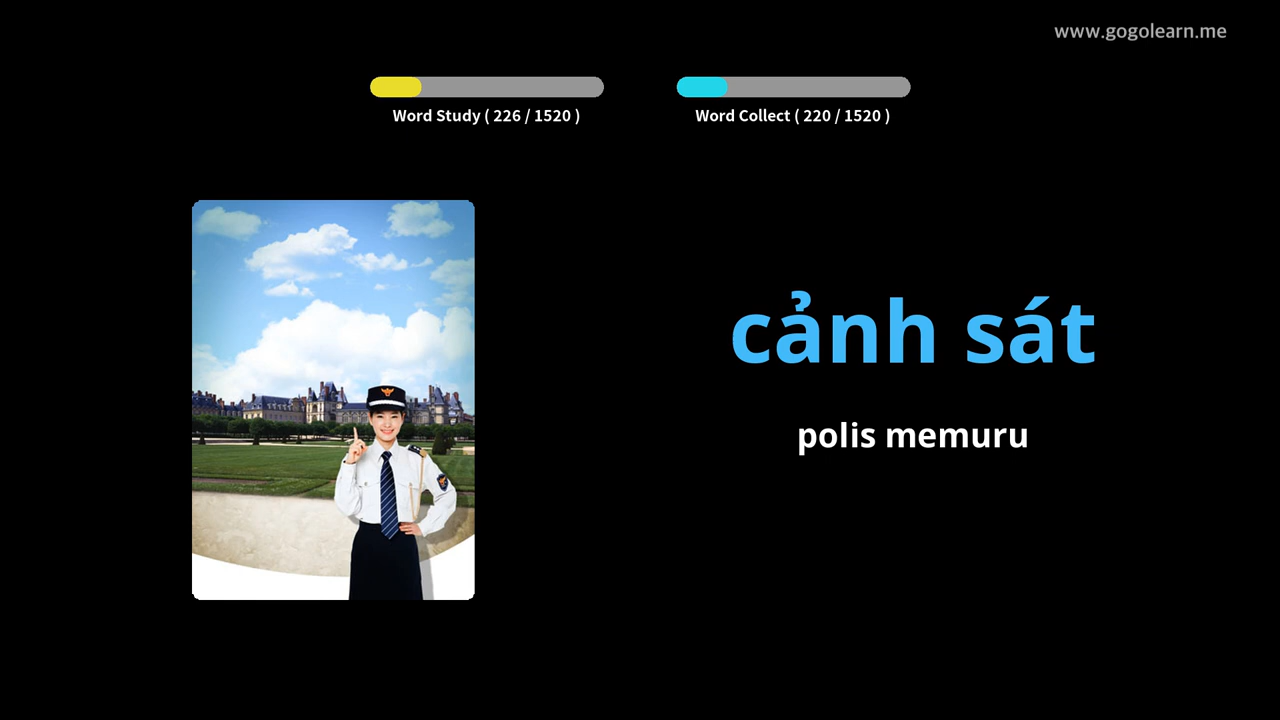 www.gogolearn.me
Word Study ( 226 / 1520 )
Word Collect ( 220 / 1520 )
cảnh sát
polis memuru